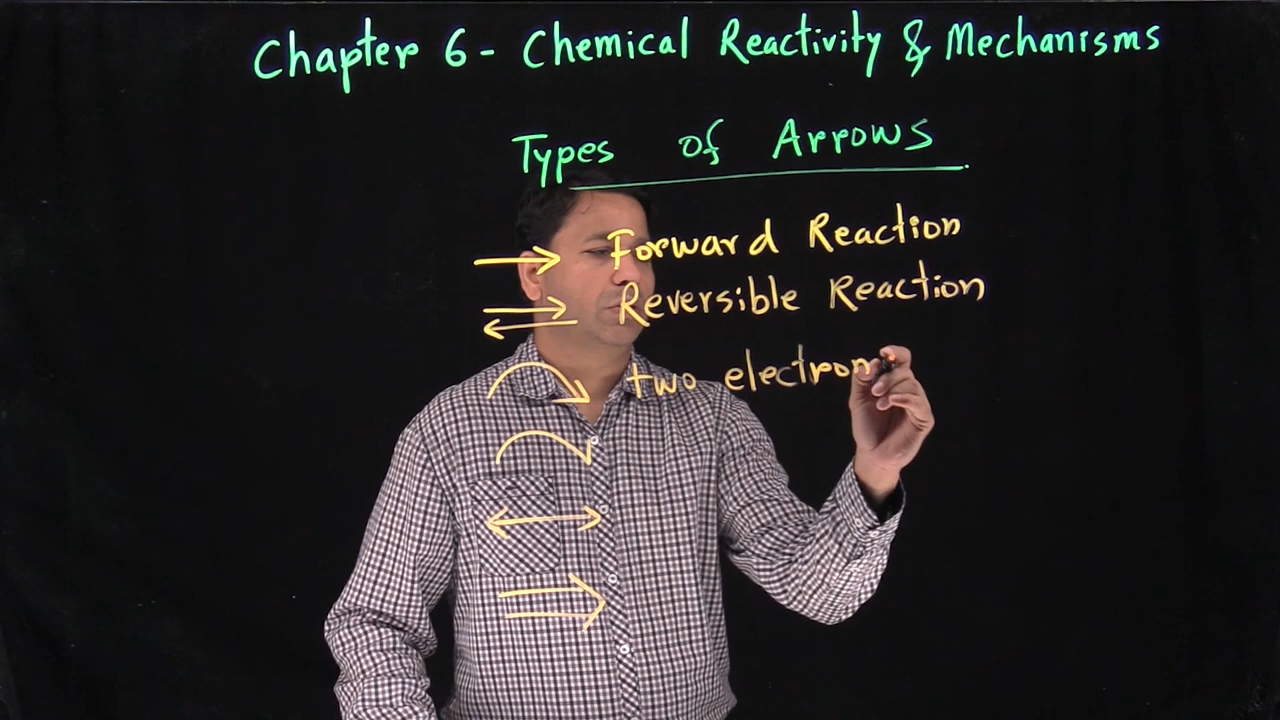 Chapter 6 - Chemical Reactivity & Mechanisms
Types of Arrows
→ Forward Reaction
⇌ Reversible Reaction
two electron